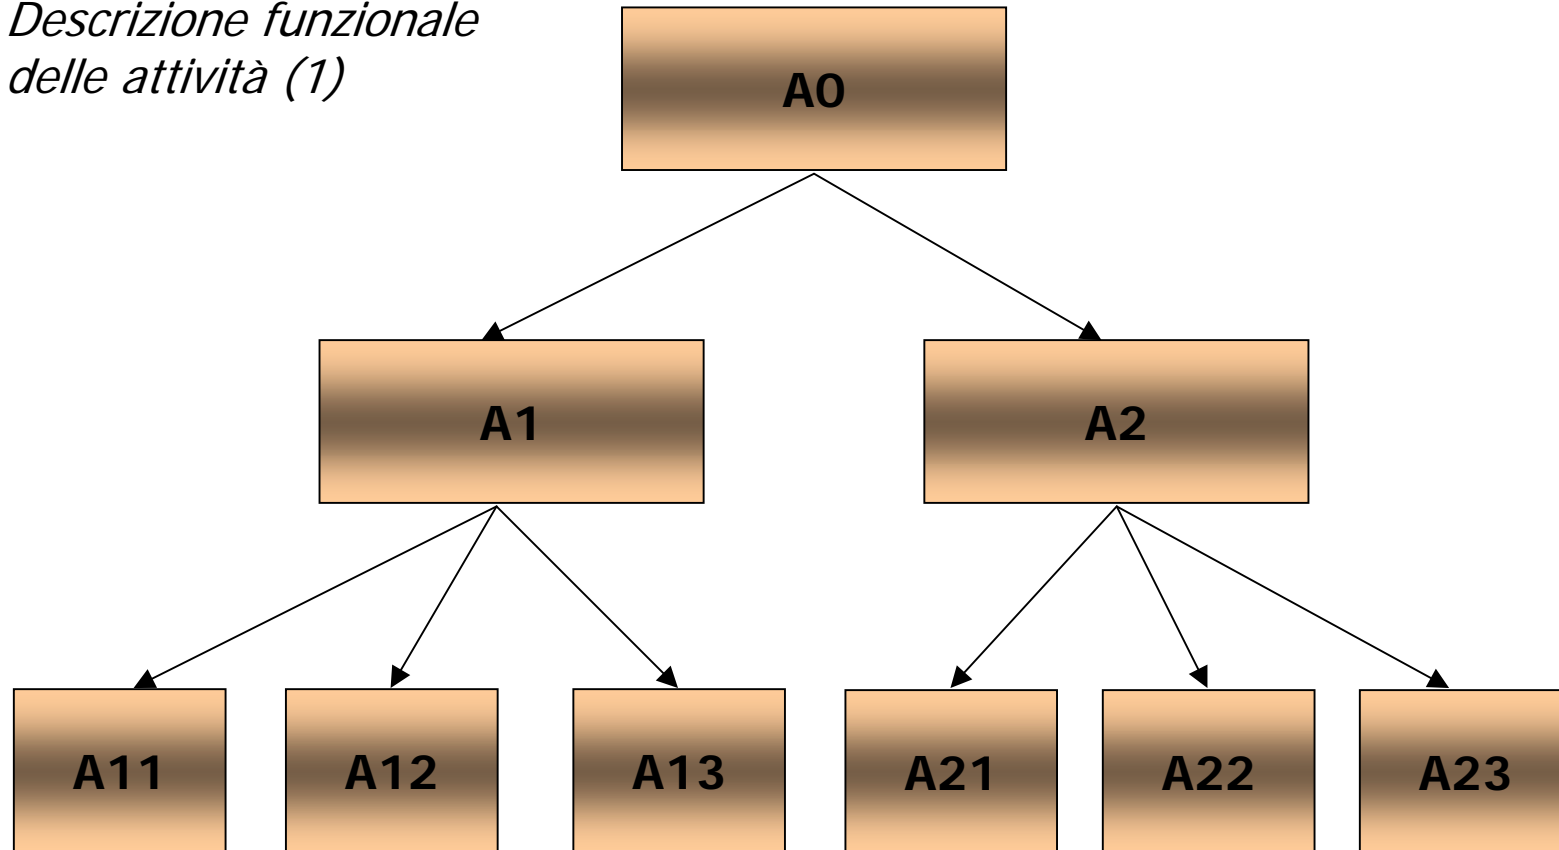 Descrizione funzionale
delle attività (1)
A0
A1 A2
A11 A12 A13 A21 A22 A23